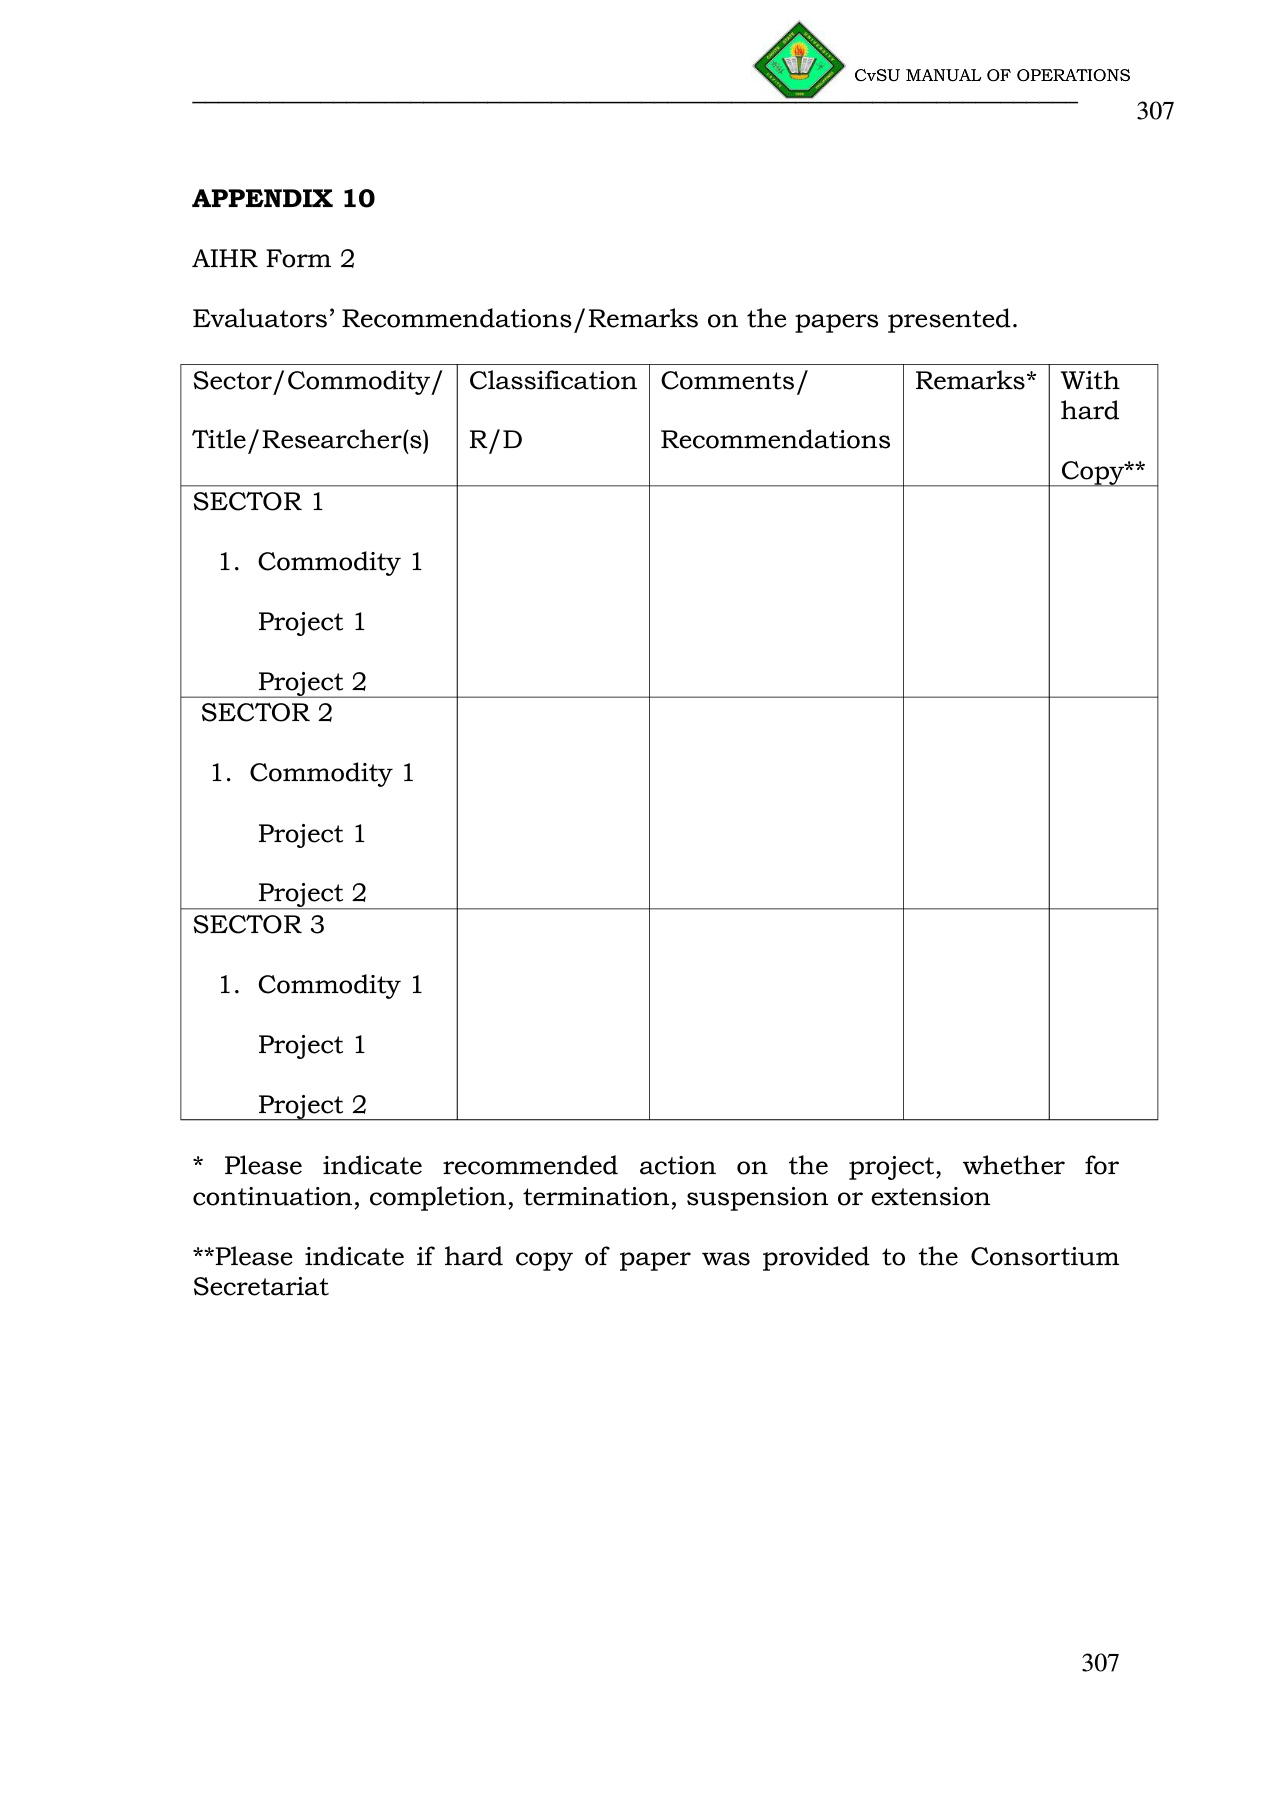 CvSU MANUAL OF OPERATIONS
307
APPENDIX 10
AIHR Form 2
Evaluators’ Recommendations/Remarks on the papers presented.
Sector/Commodity/
Title/Researcher(s)
Classification
R/D
Comments/
Recommendations
Remarks*
With
hard
Copy**
SECTOR 1
1. Commodity 1
Project 1
Project 2
SECTOR 2
1. Commodity 1
Project 1
Project 2
SECTOR 3
1. Commodity 1
Project 1
Project 2
* Please indicate recommended action on the project, whether for
continuation, completion, termination, suspension or extension
**Please indicate if hard copy of paper was provided to the Consortium
Secretariat
307